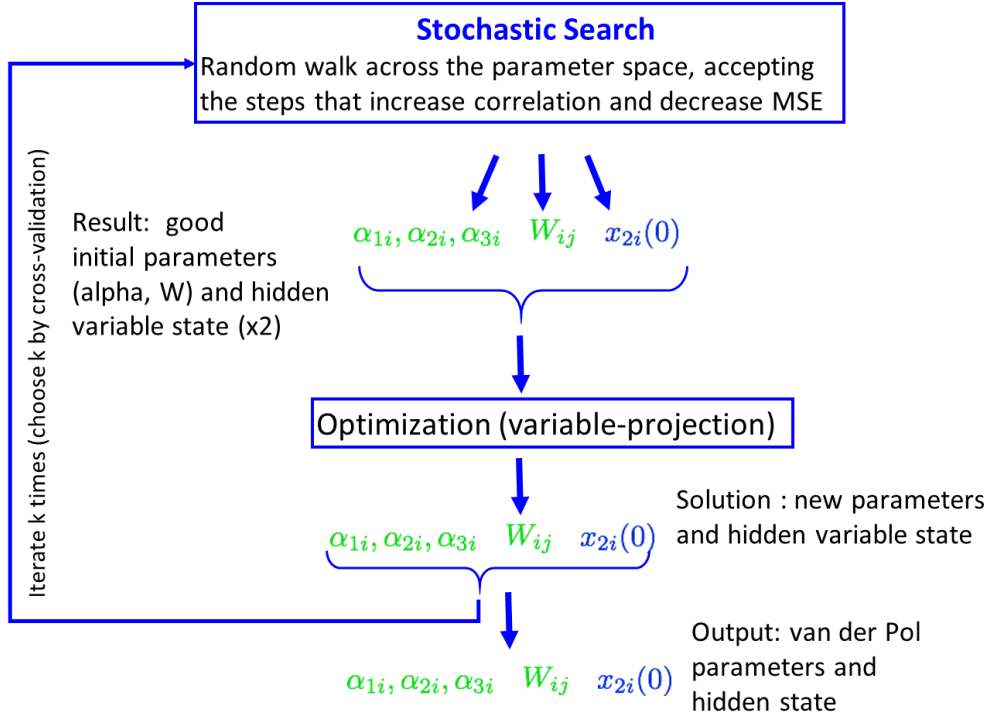 Stochastic Search
Random walk across the parameter space, accepting
the steps that increase correlation and decrease MSE
Iterate k times (choose k by cross-validation)
Result:  good
initial parameters
(alpha, W) and hidden
variable state (x2)
α₁ᵢ, α₂ᵢ, α₃ᵢ Wᵢⱼ x₂ᵢ(0)
Optimization (variable-projection)
α₁ᵢ, α₂ᵢ, α₃ᵢ Wᵢⱼ x₂ᵢ(0)
Solution : new parameters
and hidden variable state
α₁ᵢ, α₂ᵢ, α₃ᵢ Wᵢⱼ x₂ᵢ(0)
Output: van der Pol
parameters and
hidden state